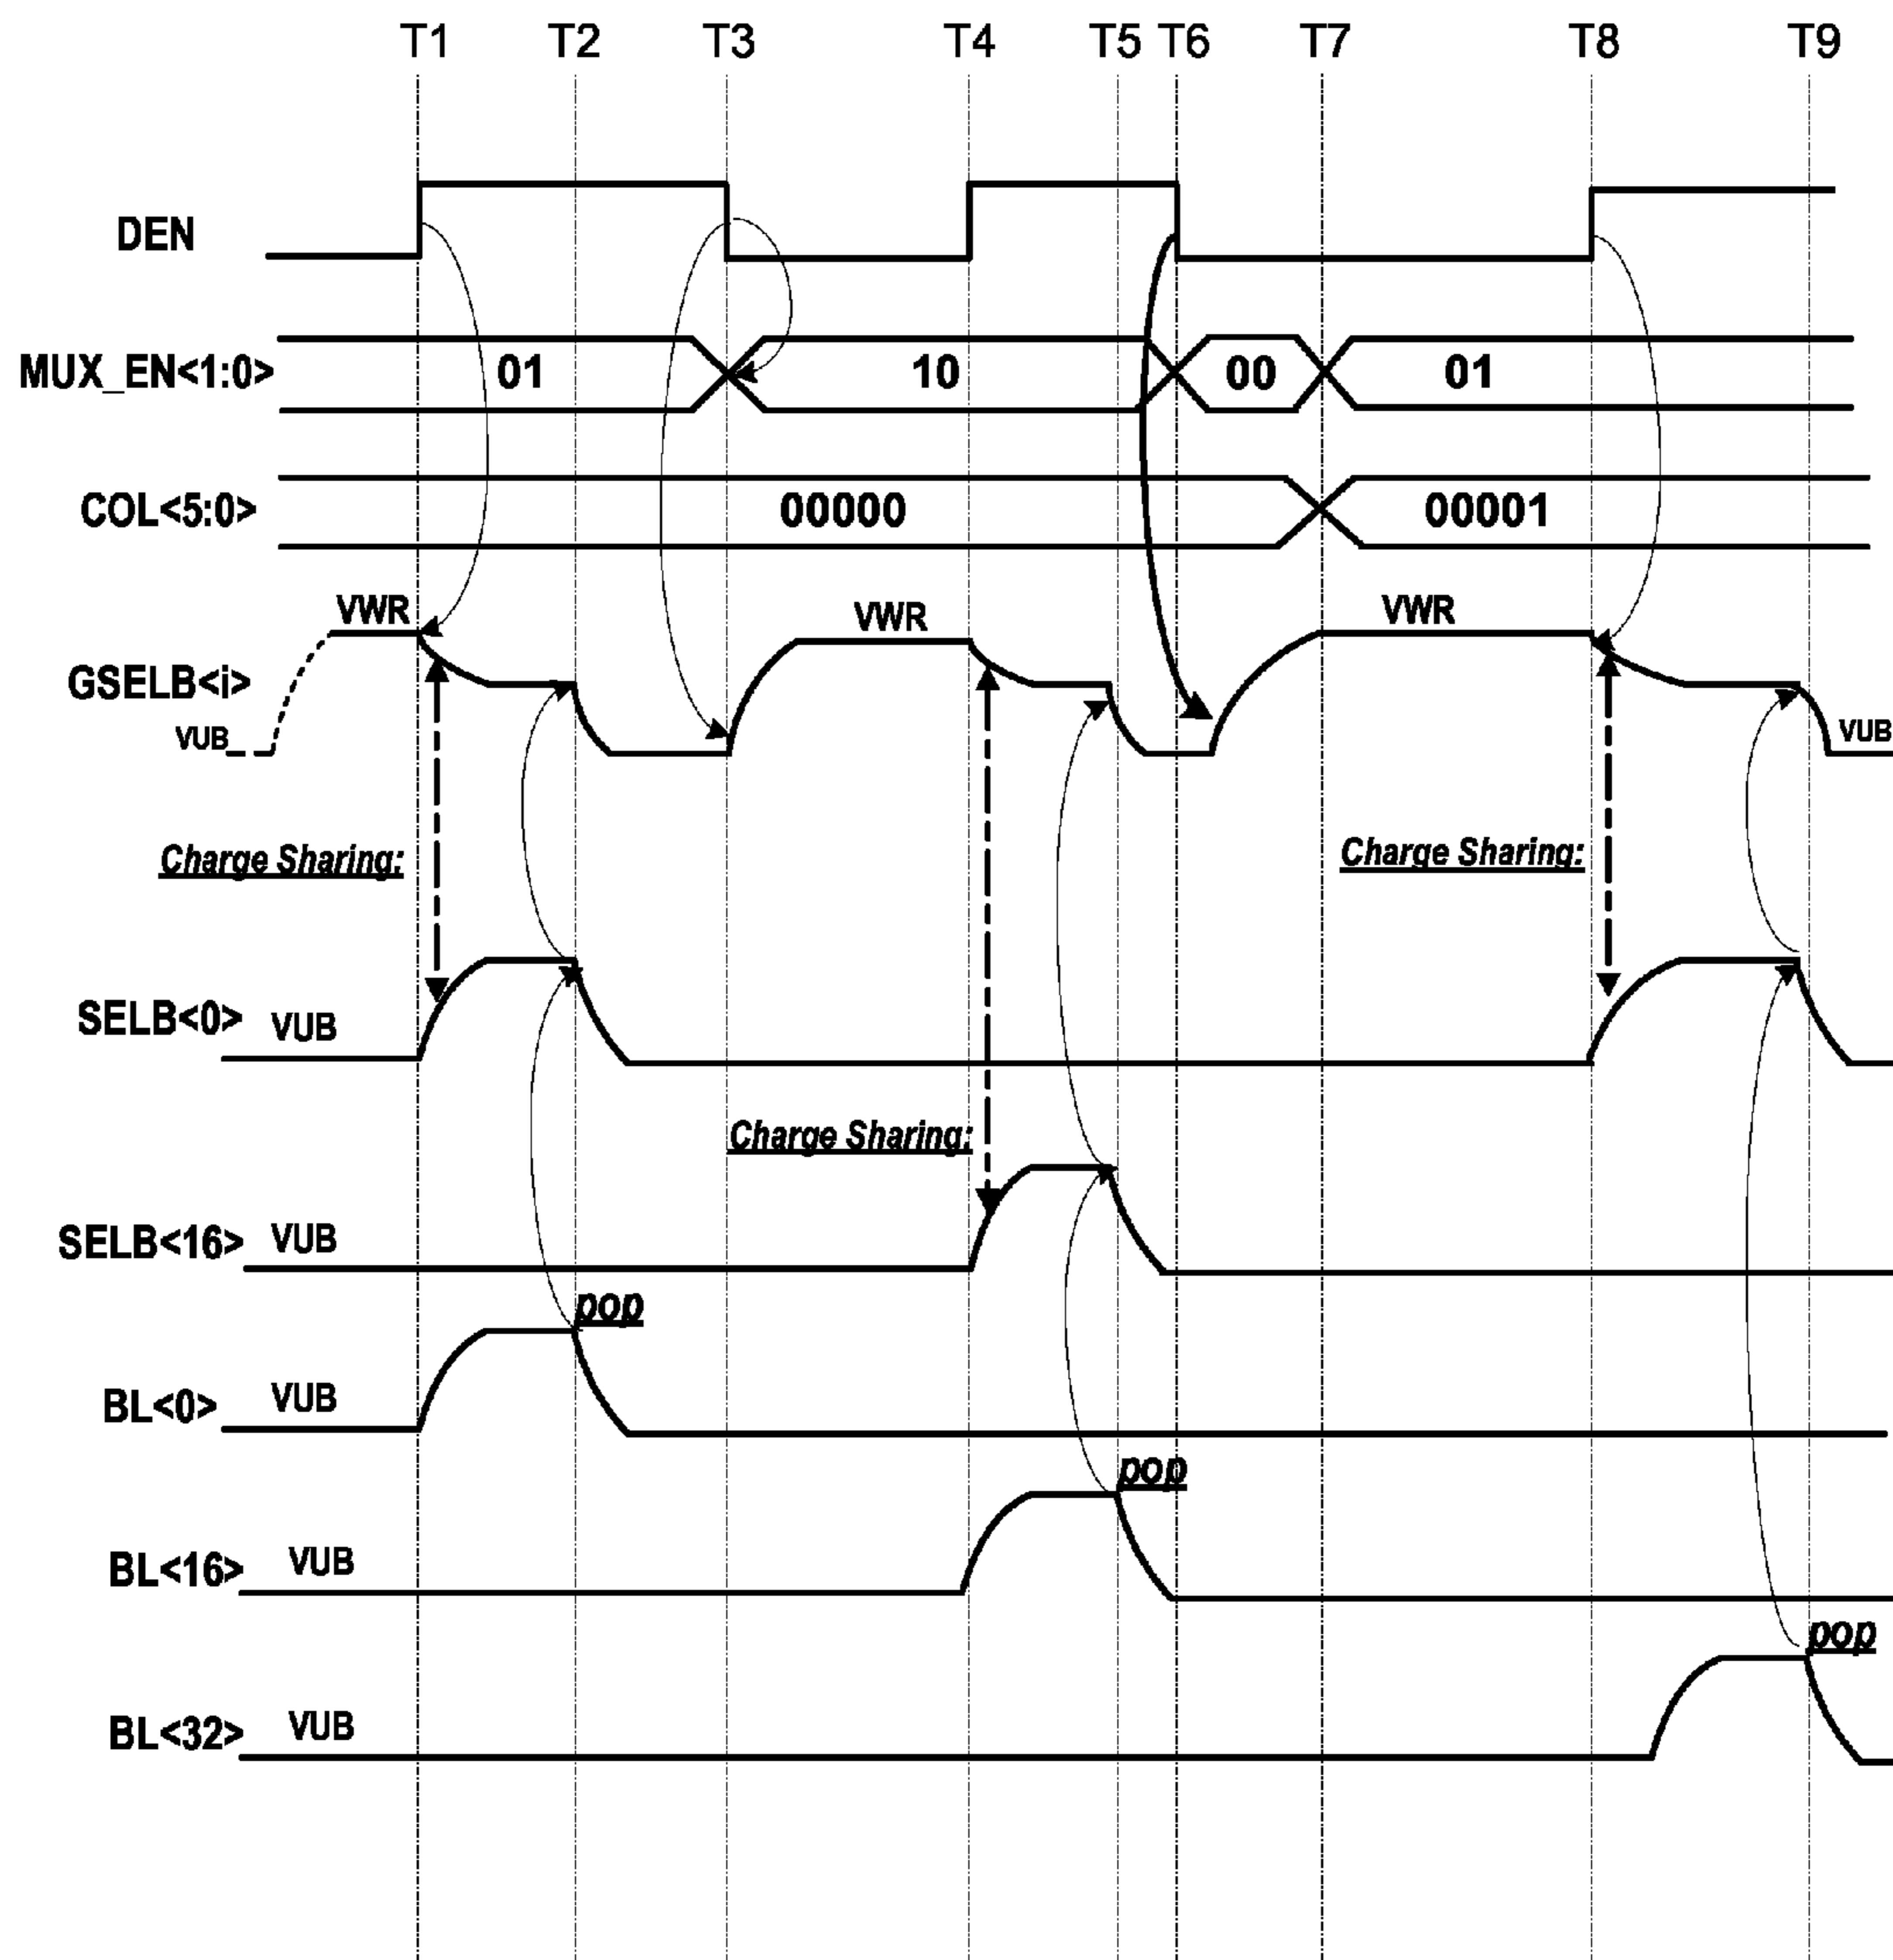 T1 T2 T3 T4 T5 T6 T7 T8 T9
DEN
MUX_EN<1:0> 01 10 00 01
COL<5:0> 00000 00001
VWR VWR VWR
GSELB<i>
VUB VUB
Charge Sharing: Charge Sharing:
SELB<0> VUB
Charge Sharing:
SELB<16> VUB
pop
BL<0> VUB
pop
BL<16> VUB
pop
BL<32> VUB